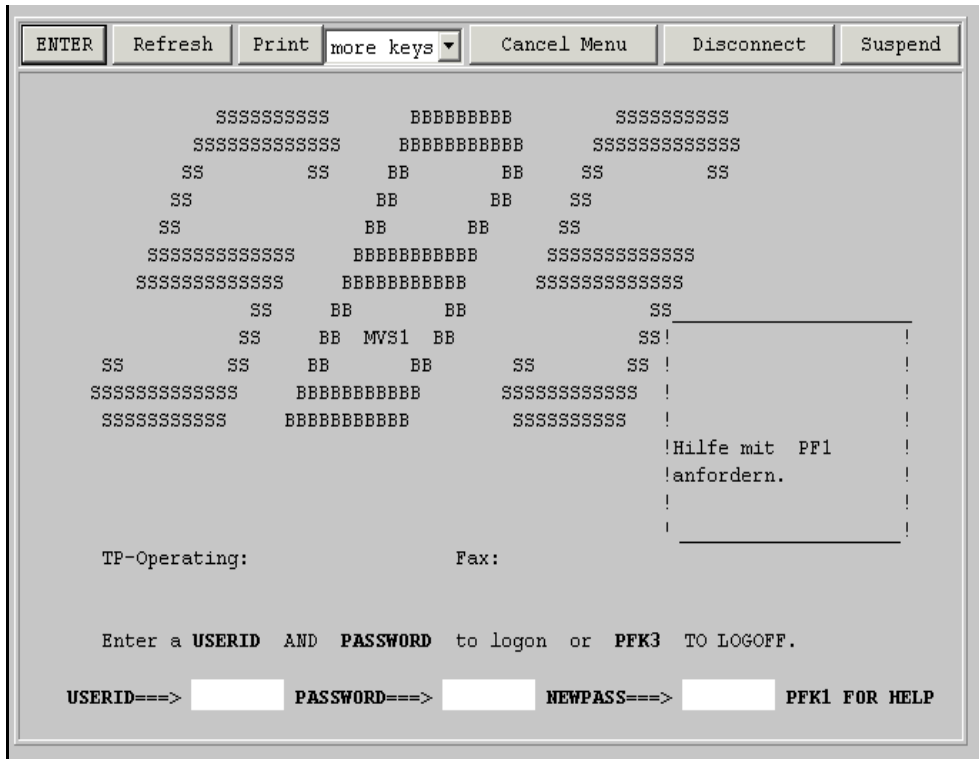 ENTER Refresh Print more keys Cancel Menu Disconnect Suspend
SSSSSSSSSS BBBBBBBBB SSSSSSSSSS
SSSSSSSSSSSSS BBBBBBBBBBB SSSSSSSSSSSSS
SS SS BB BB SS SS
SS BB BB SS
SS BB BB SS
SSSSSSSSSSSSS BBBBBBBBBBB SSSSSSSSSSSSS
SSSSSSSSSSSSS BBBBBBBBBBB SSSSSSSSSSSSS
SS BB BB SS
SS BB MVS1 BB SS! !
SS SS BB BB SS SS ! !
SSSSSSSSSSSSS BBBBBBBBBBB SSSSSSSSSSSS ! !
SSSSSSSSSSS BBBBBBBBBBB SSSSSSSSSS ! !
!Hilfe mit PF1 !
!anfordern. !
! !
' !
TP-Operating: Fax:
Enter a USERID AND PASSWORD to logon or PFK3 TO LOGOFF.
USERID===> PASSWORD===> NEWPASS===> PFK1 FOR HELP